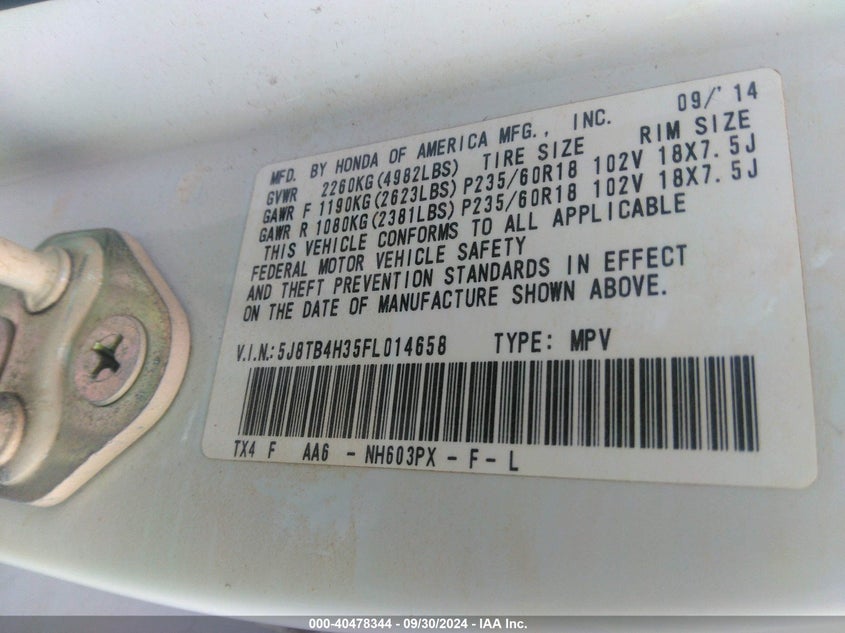 09/'14
MFD. BY HONDA OF AMERICA MFG., INC.
GVWR 2260KG(4982LBS) TIRE SIZE RIM SIZE
GAWR F 1190KG(2623LBS) P235/60R18 102V 18X7.5J
GAWR R 1080KG(2381LBS) P235/60R18 102V 18X7.5J
THIS VEHICLE CONFORMS TO ALL APPLICABLE
FEDERAL MOTOR VEHICLE SAFETY
AND THEFT PREVENTION STANDARDS IN EFFECT
ON THE DATE OF MANUFACTURE SHOWN ABOVE.
V.I.N.: 5J8TB4H35FL014658 TYPE: MPV
TX4 F AA6 - NH603PX - F - L
000-40478344 - 09/30/2024 - IAA Inc.